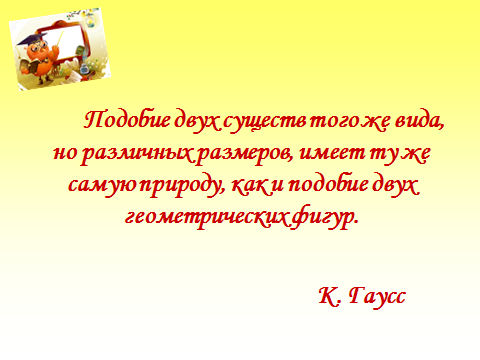 Подобие двух существ того же вида,
но различных размеров, имеет ту же
самую природу, как и подобие двух
геометрических фигур.
К. Гаусс